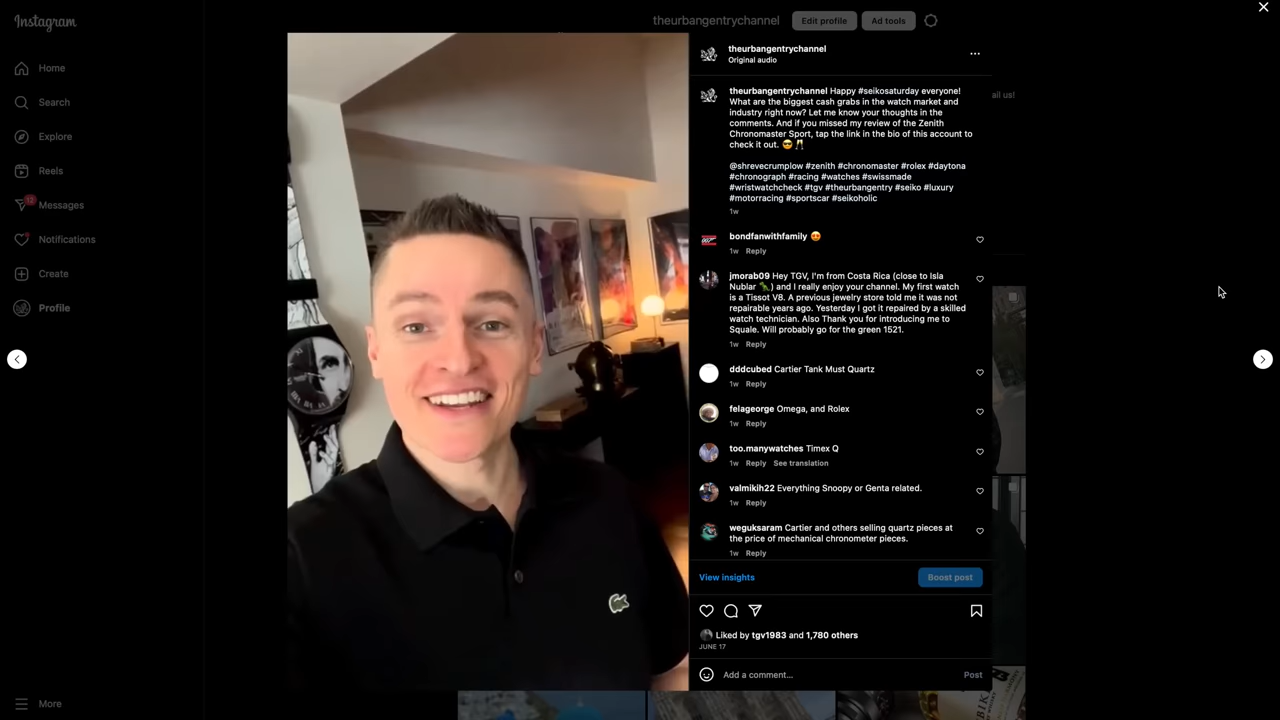 Instagram
theurbangentrychannel
Edit profile
Ad tools
Home
Search
Explore
Reels
12
Messages
Notifications
Create
Profile
More
ail us!
theurbangentrychannel
Original audio
theurbangentrychannel Happy #seikosaturday everyone!
What are the biggest cash grabs in the watch market and
industry right now? Let me know your thoughts in the
comments. And if you missed my review of the Zenith
Chronomaster Sport, tap the link in the bio of this account to
check it out. 😎🥂
@shrevecrumplow #zenith #chronomaster #rolex #daytona
#chronograph #racing #watches #swissmade
#wristwatchcheck #tgv #theurbangentry #seiko #luxury
#motorracing #sportscar #seikoholic
1w
bondfanwithfamily 😍
1w Reply
jmorab09 Hey TGV, I'm from Costa Rica (close to Isla
Nublar 🦖) and I really enjoy your channel. My first watch
is a Tissot V8. A previous jewelry store told me it was not
repairable years ago. Yesterday I got it repaired by a skilled
watch technician. Also Thank you for introducing me to
Squale. Will probably go for the green 1521.
1w Reply
dddcubed Cartier Tank Must Quartz
1w Reply
felageorge Omega, and Rolex
1w Reply
too.manywatches Timex Q
1w Reply See translation
valmikih22 Everything Snoopy or Genta related.
1w Reply
weguksaram Cartier and others selling quartz pieces at
the price of mechanical chronometer pieces.
1w Reply
View insights
Boost post
Liked by tgv1983 and 1,780 others
JUNE 17
Add a comment...
Post